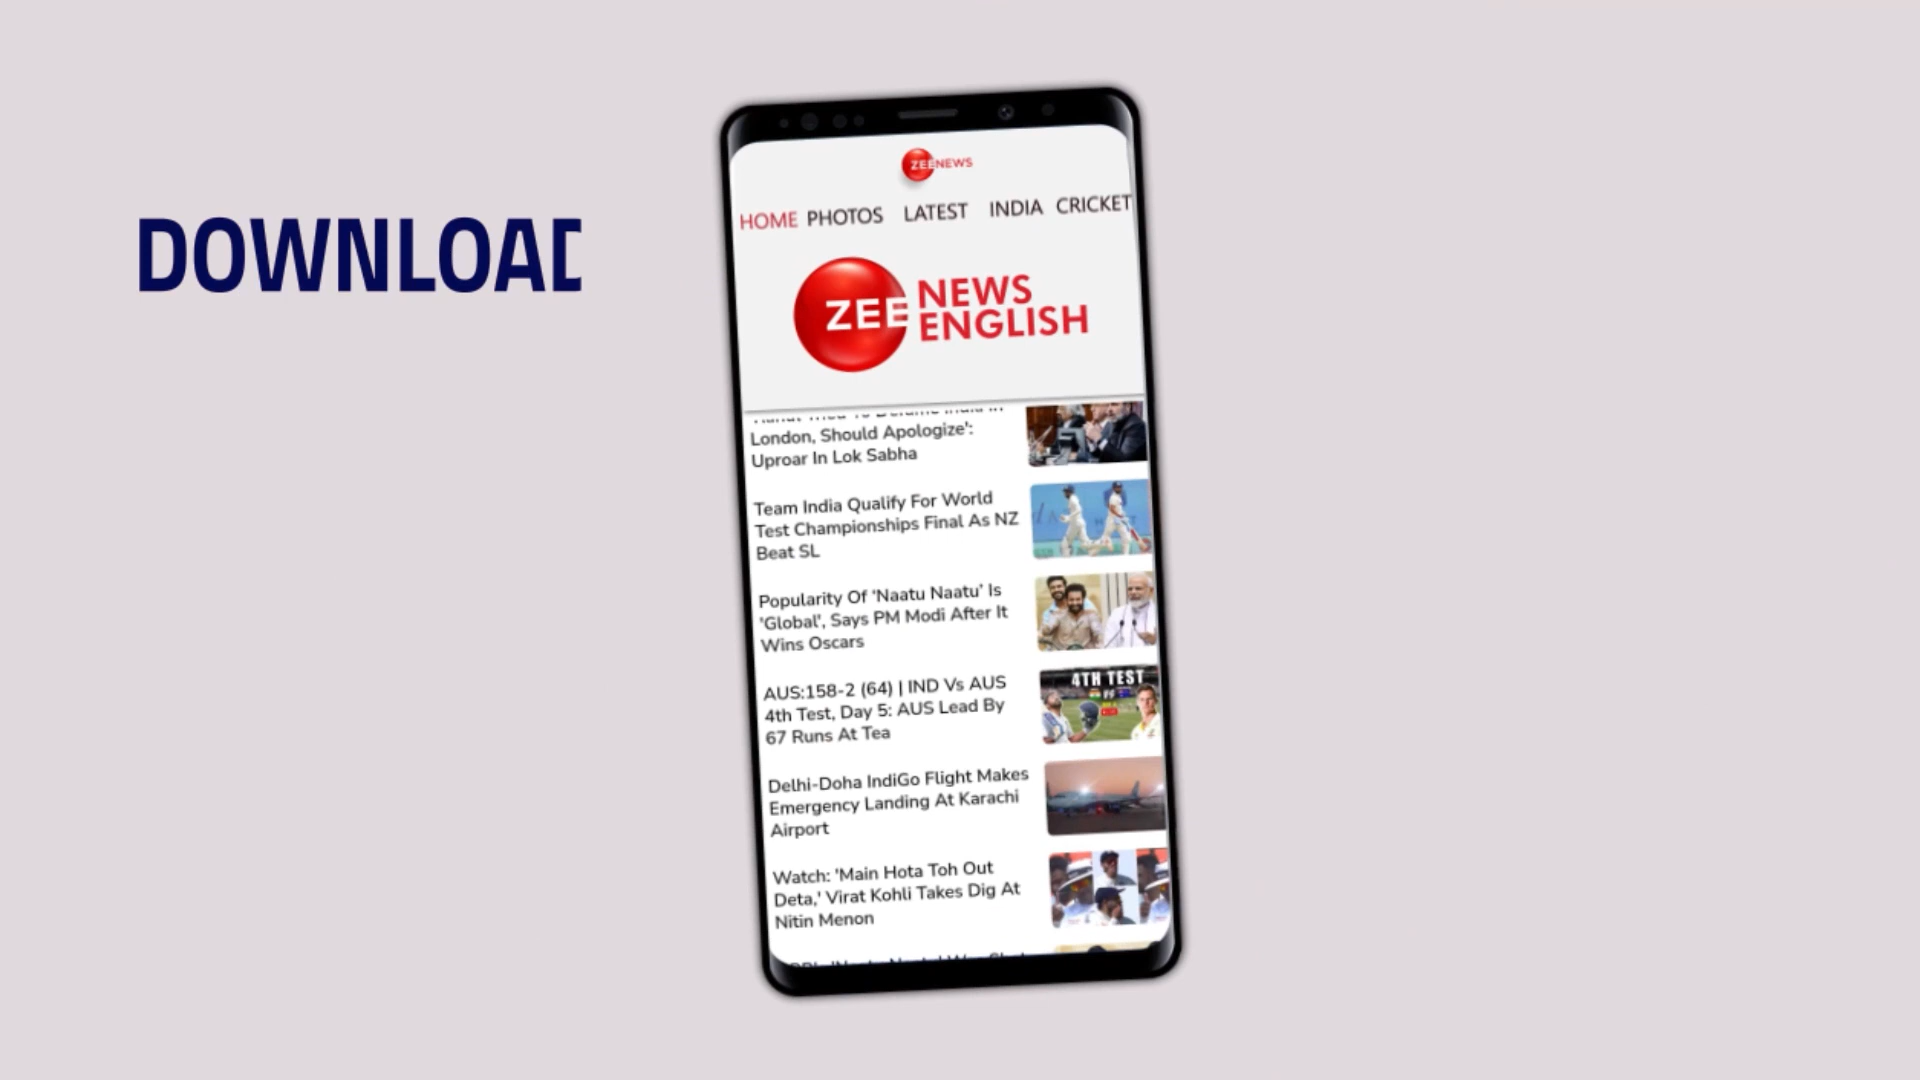 DOWNLOAD
ZEENEWS
HOME PHOTOS LATEST INDIA CRICKET
ZEE NEWS
ENGLISH
London, Should Apologize':
Uproar In Lok Sabha
Team India Qualify For World
Test Championships Final As NZ
Beat SL
Popularity Of ‘Naatu Naatu’ Is
'Global', Says PM Modi After It
Wins Oscars
4TH TEST
AUS:158-2 (64) | IND Vs AUS
4th Test, Day 5: AUS Lead By
67 Runs At Tea
Delhi-Doha IndiGo Flight Makes
Emergency Landing At Karachi
Airport
Watch: 'Main Hota Toh Out
Deta,' Virat Kohli Takes Dig At
Nitin Menon